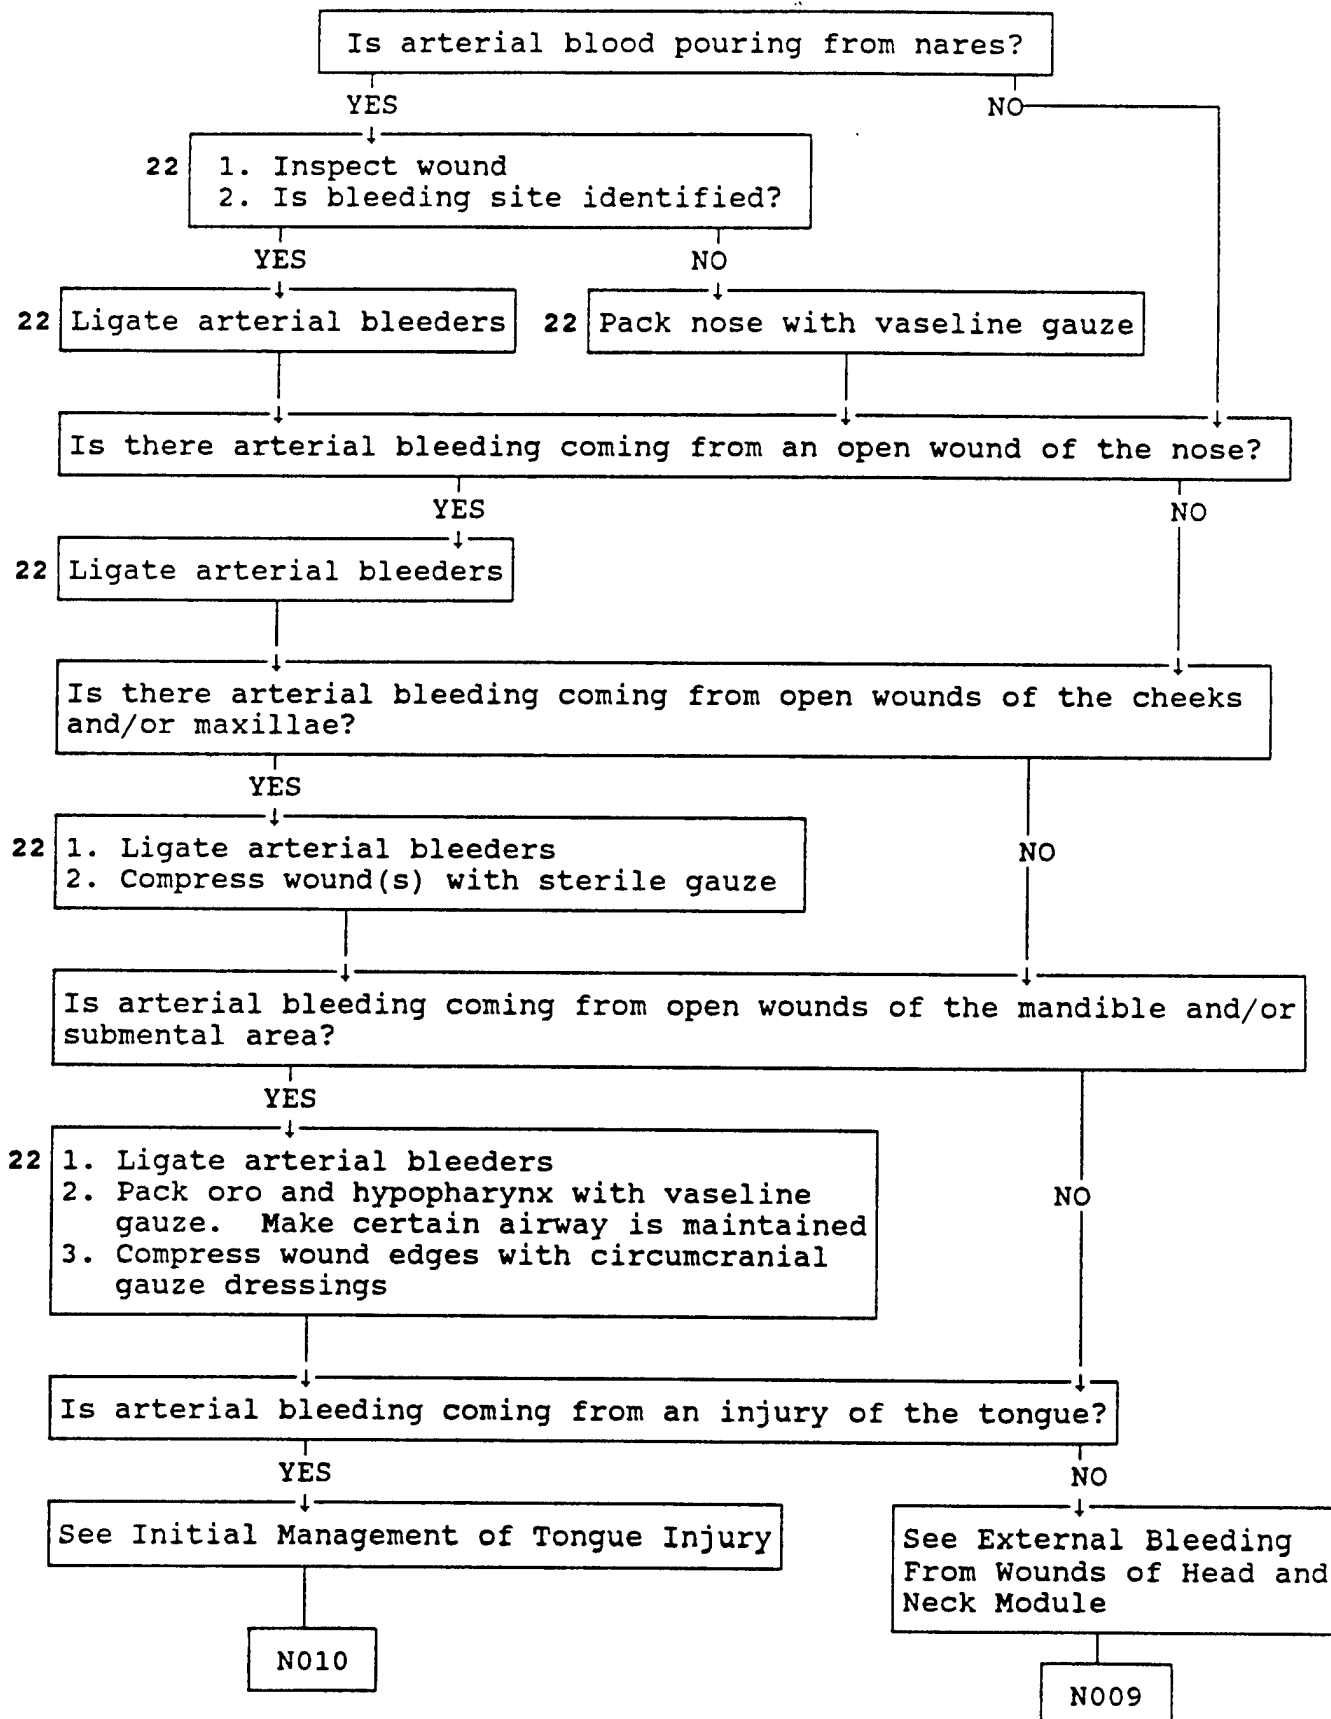 Is arterial blood pouring from nares?
YES
NO
22
1. Inspect wound
2. Is bleeding site identified?
YES
NO
22 Ligate arterial bleeders
22 Pack nose with vaseline gauze
Is there arterial bleeding coming from an open wound of the nose?
YES
NO
22 Ligate arterial bleeders
Is there arterial bleeding coming from open wounds of the cheeks
and/or maxillae?
YES
NO
22 1. Ligate arterial bleeders
2. Compress wound(s) with sterile gauze
Is arterial bleeding coming from open wounds of the mandible and/or
submental area?
YES
NO
22 1. Ligate arterial bleeders
2. Pack oro and hypopharynx with vaseline
gauze. Make certain airway is maintained
3. Compress wound edges with circumcranial
gauze dressings
Is arterial bleeding coming from an injury of the tongue?
YES
NO
See Initial Management of Tongue Injury
See External Bleeding
From Wounds of Head and
Neck Module
N010
N009